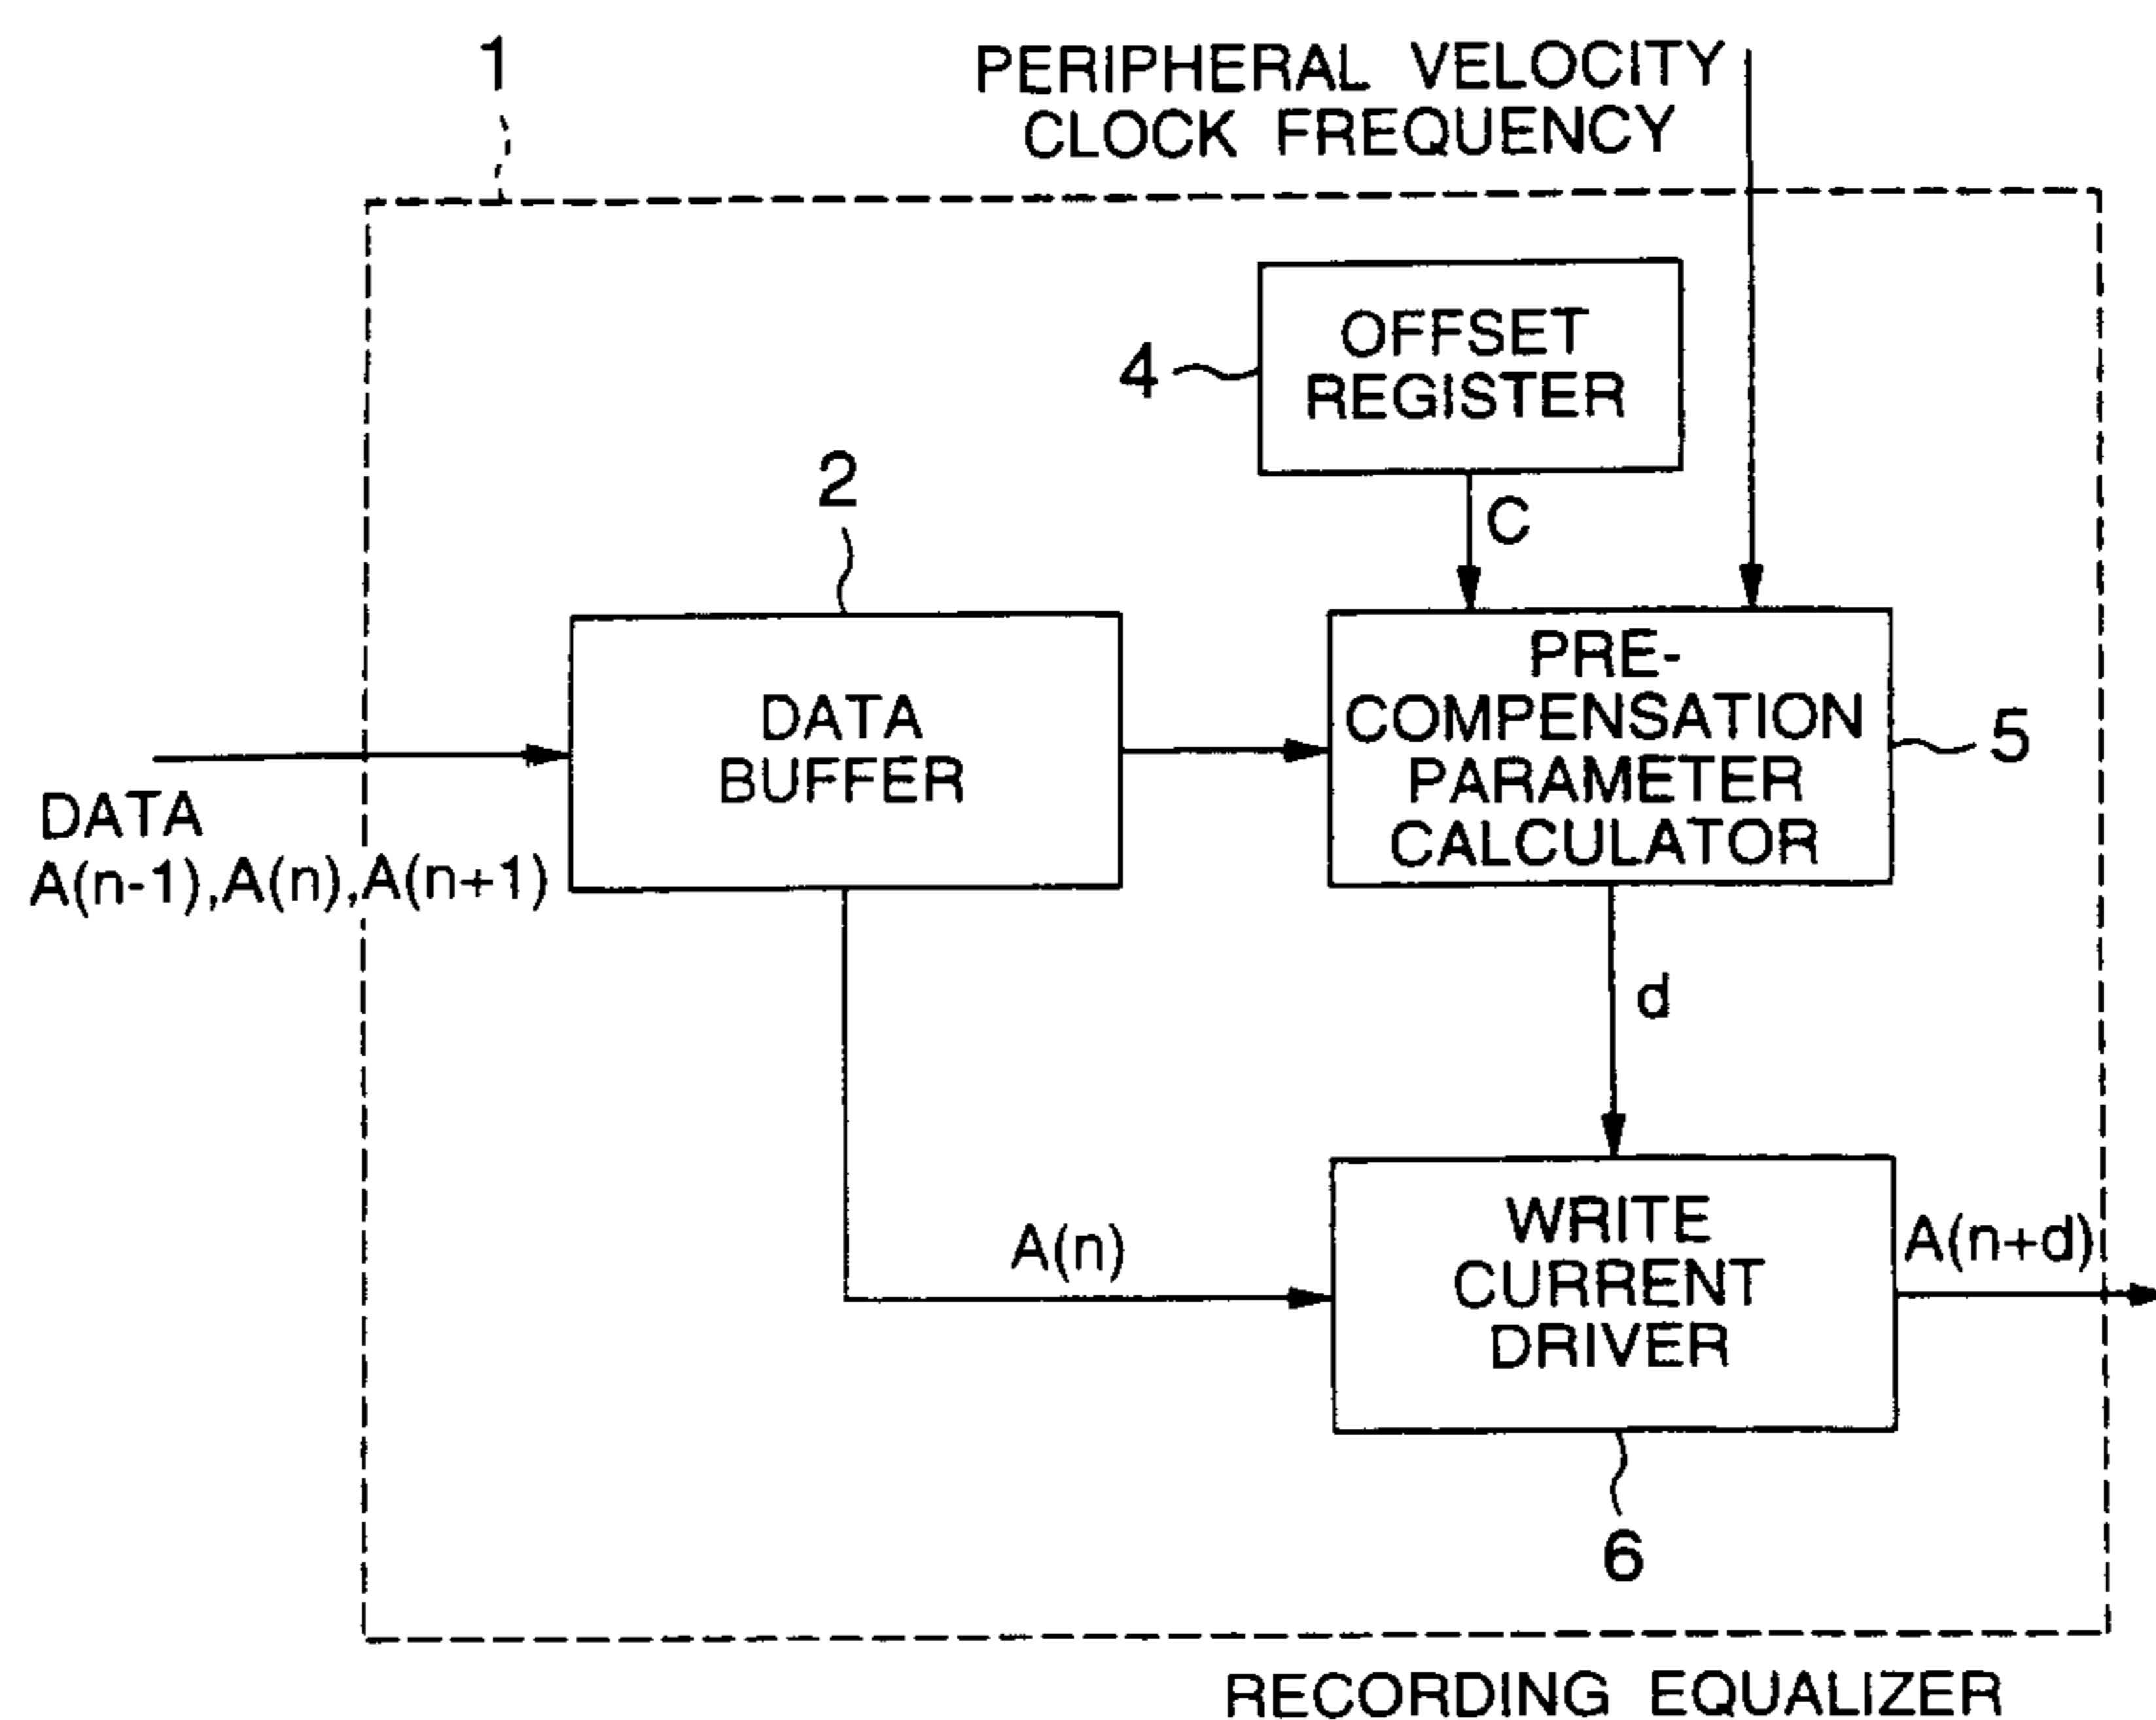 1
PERIPHERAL VELOCITY
CLOCK FREQUENCY
OFFSET
REGISTER
4
C
2
DATA
BUFFER
PRE-
COMPENSATION
PARAMETER
CALCULATOR
5
DATA
A(n-1),A(n),A(n+1)
d
A(n)
WRITE
CURRENT
DRIVER
A(n+d)
6
RECORDING EQUALIZER